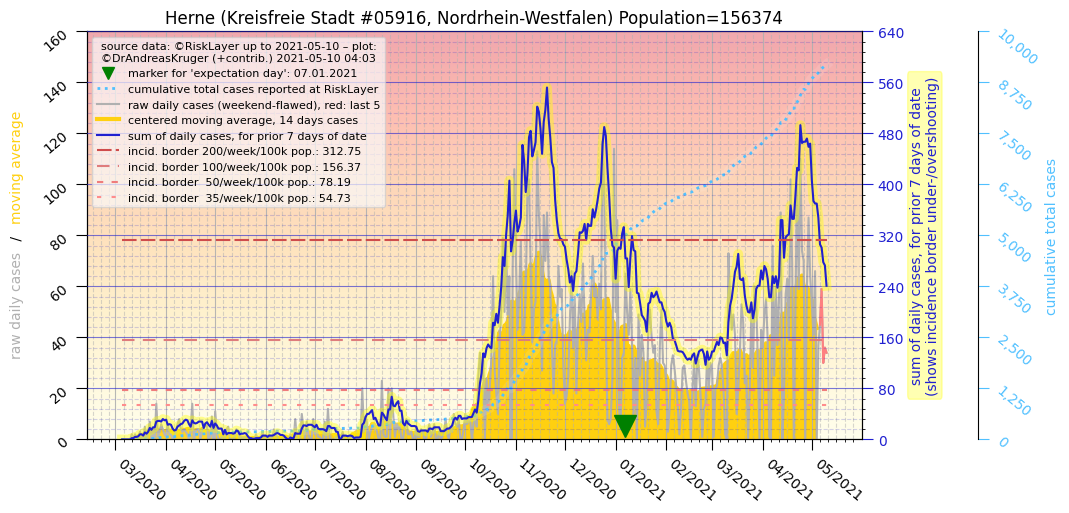 Herne (Kreisfreie Stadt #05916, Nordrhein-Westfalen) Population=156374
source data: ©RiskLayer up to 2021-05-10 – plot:
©DrAndreasKruger (+contrib.) 2021-05-10 04:03
marker for 'expectation day': 07.01.2021
cumulative total cases reported at RiskLayer
raw daily cases (weekend-flawed), red: last 5
centered moving average, 14 days cases
sum of daily cases, for prior 7 days of date
incid. border 200/week/100k pop.: 312.75
incid. border 100/week/100k pop.: 156.37
incid. border  50/week/100k pop.: 78.19
incid. border  35/week/100k pop.: 54.73
raw daily cases / moving average
160
140
120
100
80
60
40
20
0
03/2020
04/2020
05/2020
06/2020
07/2020
08/2020
09/2020
10/2020
11/2020
12/2020
01/2021
02/2021
03/2021
04/2021
05/2021
640
560
480
400
320
240
160
80
0
sum of daily cases, for prior 7 days of date
(shows incidence border under-/overshooting)
10,000
8,750
7,500
6,250
5,000
3,750
2,500
1,250
0
cumulative total cases